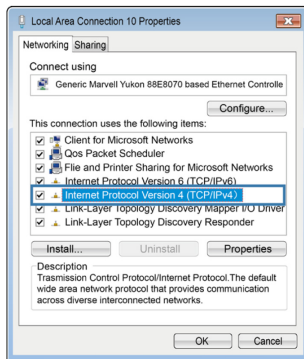 Local Area Connection 10 Properties
Networking Sharing
Connect using
Generic Marvell Yukon 88E8070 based Ethernet Controlle
Configure...
This connection uses the following items:
Client for Microsoft Networks
Qos Packet Scheduler
Flie and Printer Sharing for Microsoft Networks
Internet Protocol Version 6 (TCP/IPv6)
Internet Protocol Version 4 (TCP/IPv4)
Link-Layer Topology Discovery Mapper I/O Driver
Link-Layer Topology Discovery Responder
Install... Uninstall Properties
Description
Trasmission Control Protocol/Internet Protocol.The default
wide area network protocol that provides communication
across diverse interconnected networks.
OK Cancel